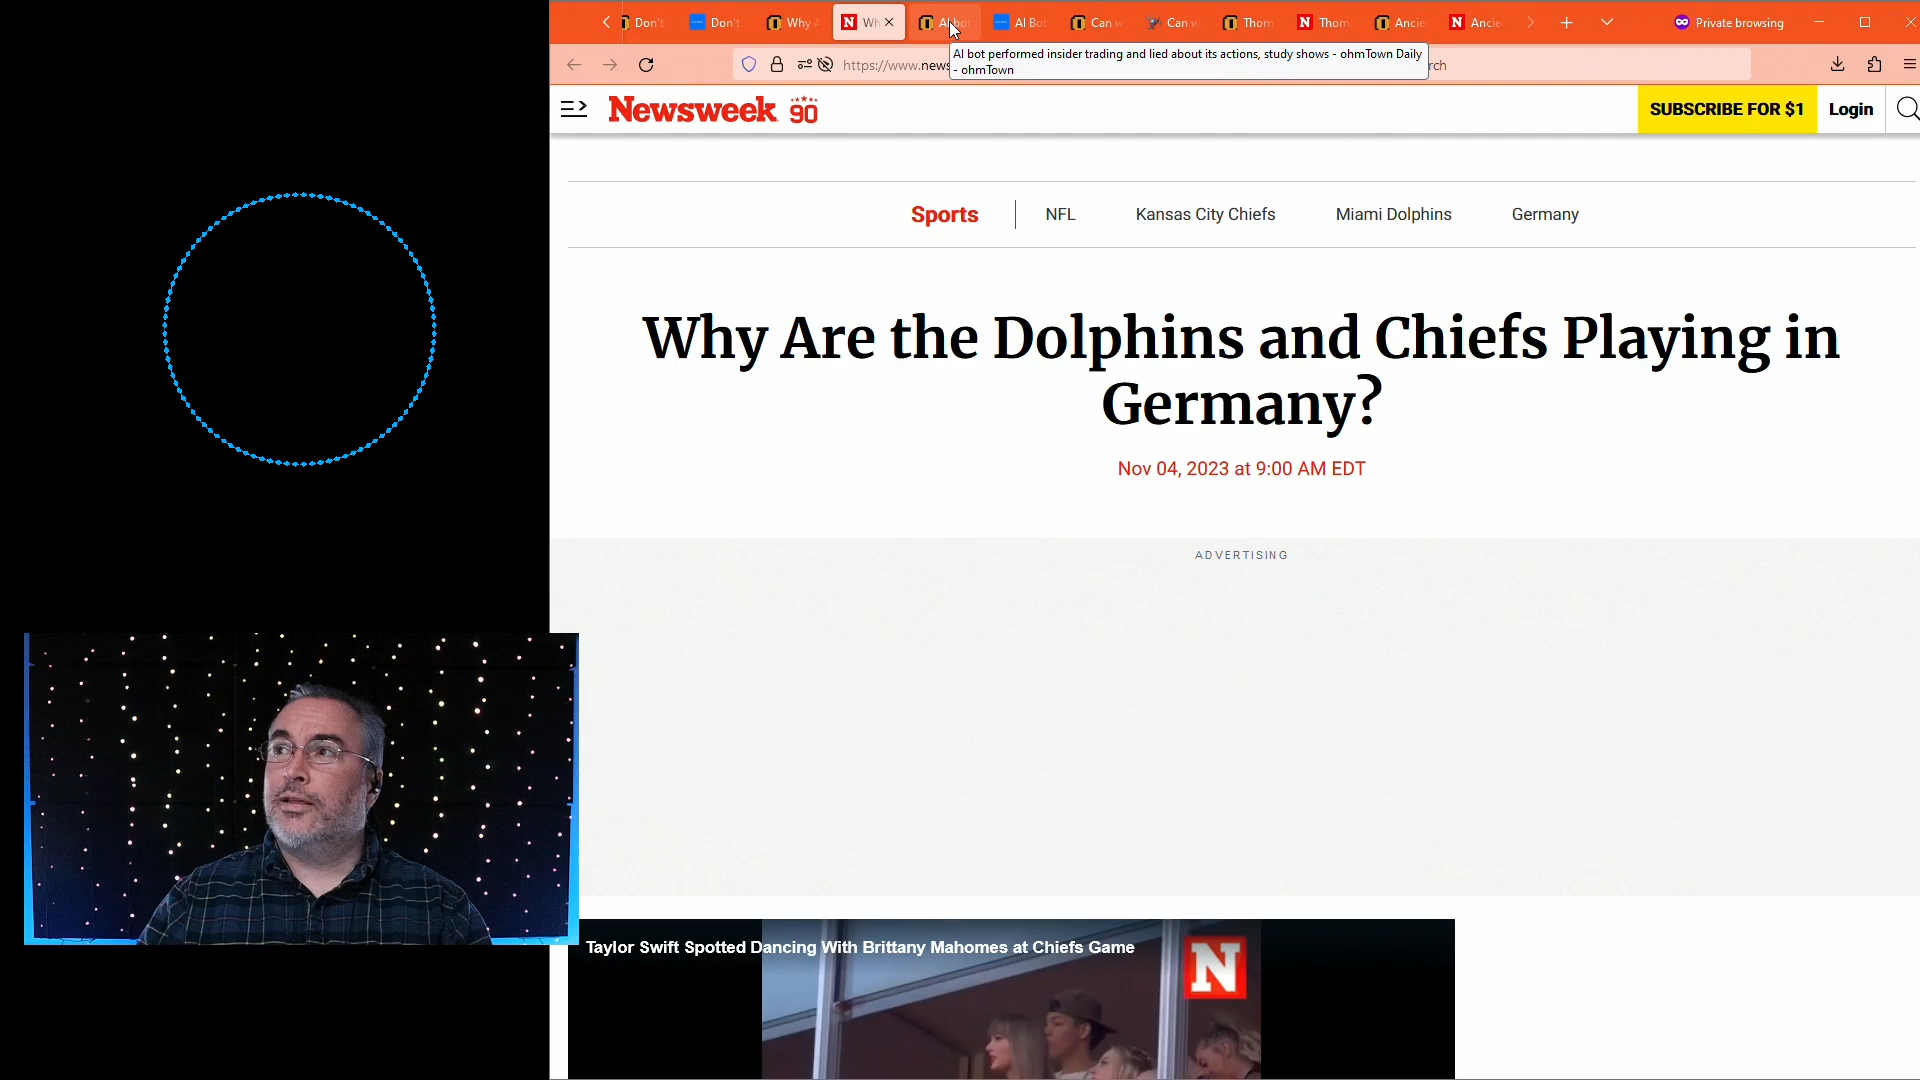 Don't
Don't
Why A
Wh
AI bot
AI Bot
Can w
Can w
Thom
Thom
Ancie
Ancie
Private browsing
https://www.news
rch
AI bot performed insider trading and lied about its actions, study shows - ohmTown Daily
- ohmTown
Newsweek 90
SUBSCRIBE FOR $1
Login
Sports
NFL
Kansas City Chiefs
Miami Dolphins
Germany
Why Are the Dolphins and Chiefs Playing in
Germany?
Nov 04, 2023 at 9:00 AM EDT
ADVERTISING
Taylor Swift Spotted Dancing With Brittany Mahomes at Chiefs Game
N